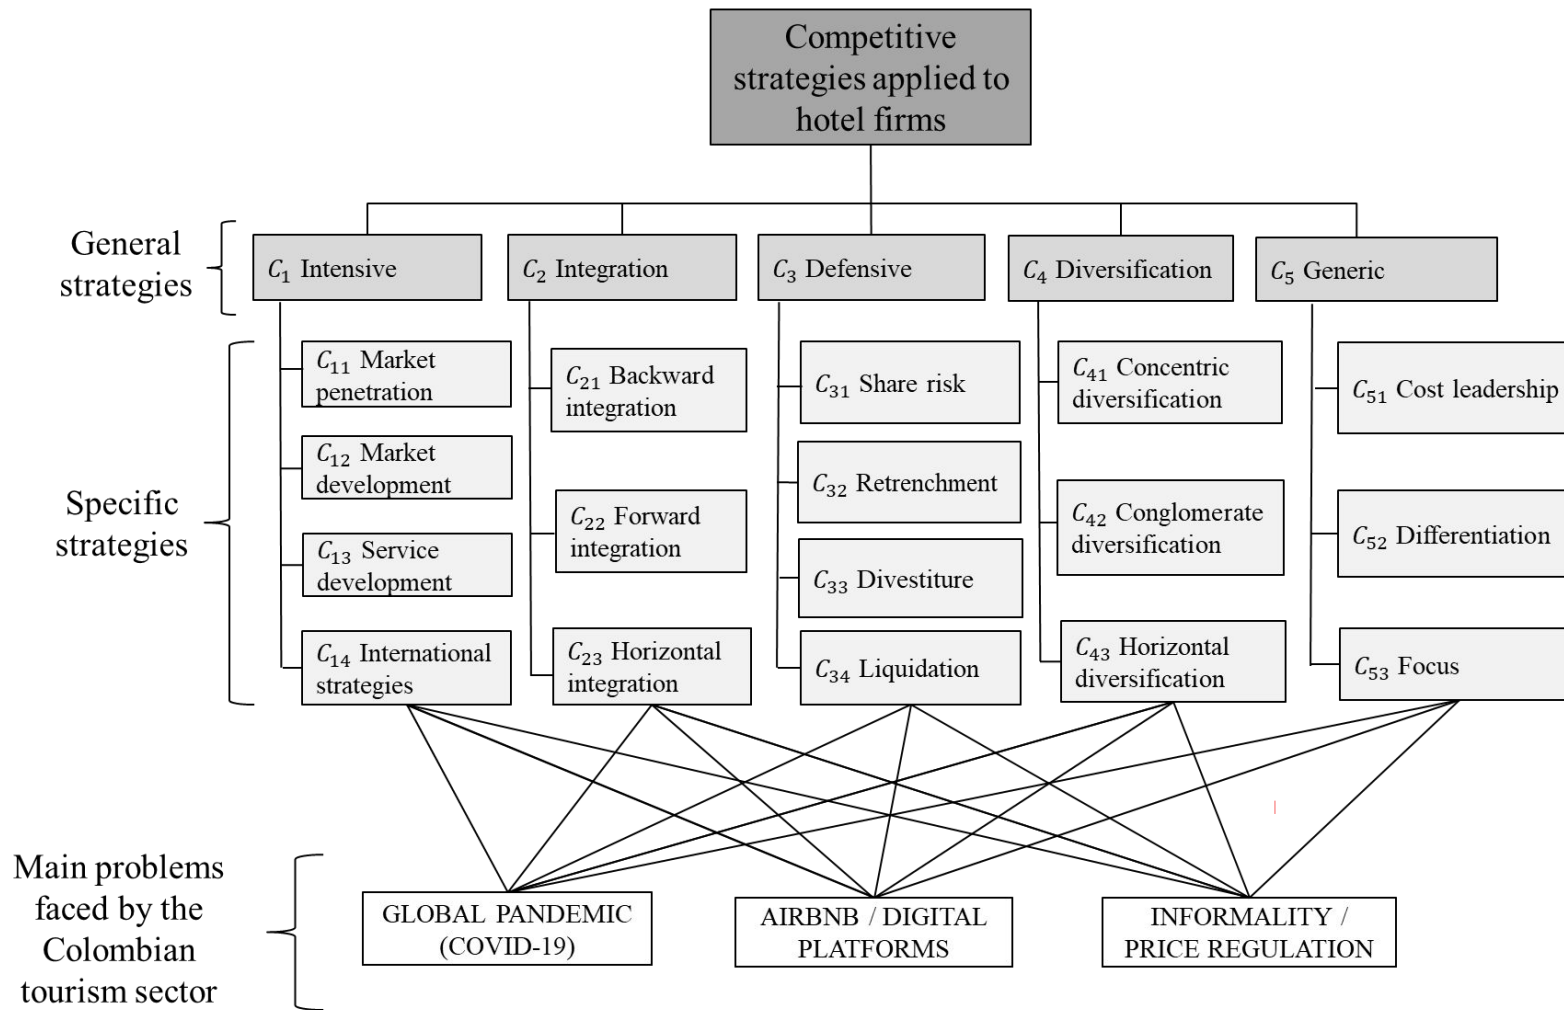 Competitive
strategies applied to
hotel firms
General
strategies
C₁ Intensive
C₂ Integration
C₃ Defensive
C₄ Diversification
C₅ Generic
Specific
strategies
C₁₁ Market
penetration
C₁₂ Market
development
C₁₃ Service
development
C₁₄ International
strategies
C₂₁ Backward
integration
C₂₂ Forward
integration
C₂₃ Horizontal
integration
C₃₁ Share risk
C₃₂ Retrenchment
C₃₃ Divestiture
C₃₄ Liquidation
C₄₁ Concentric
diversification
C₄₂ Conglomerate
diversification
C₄₃ Horizontal
diversification
C₅₁ Cost leadership
C₅₂ Differentiation
C₅₃ Focus
Main problems
faced by the
Colombian
tourism sector
GLOBAL PANDEMIC
(COVID-19)
AIRBNB / DIGITAL
PLATFORMS
INFORMALITY /
PRICE REGULATION